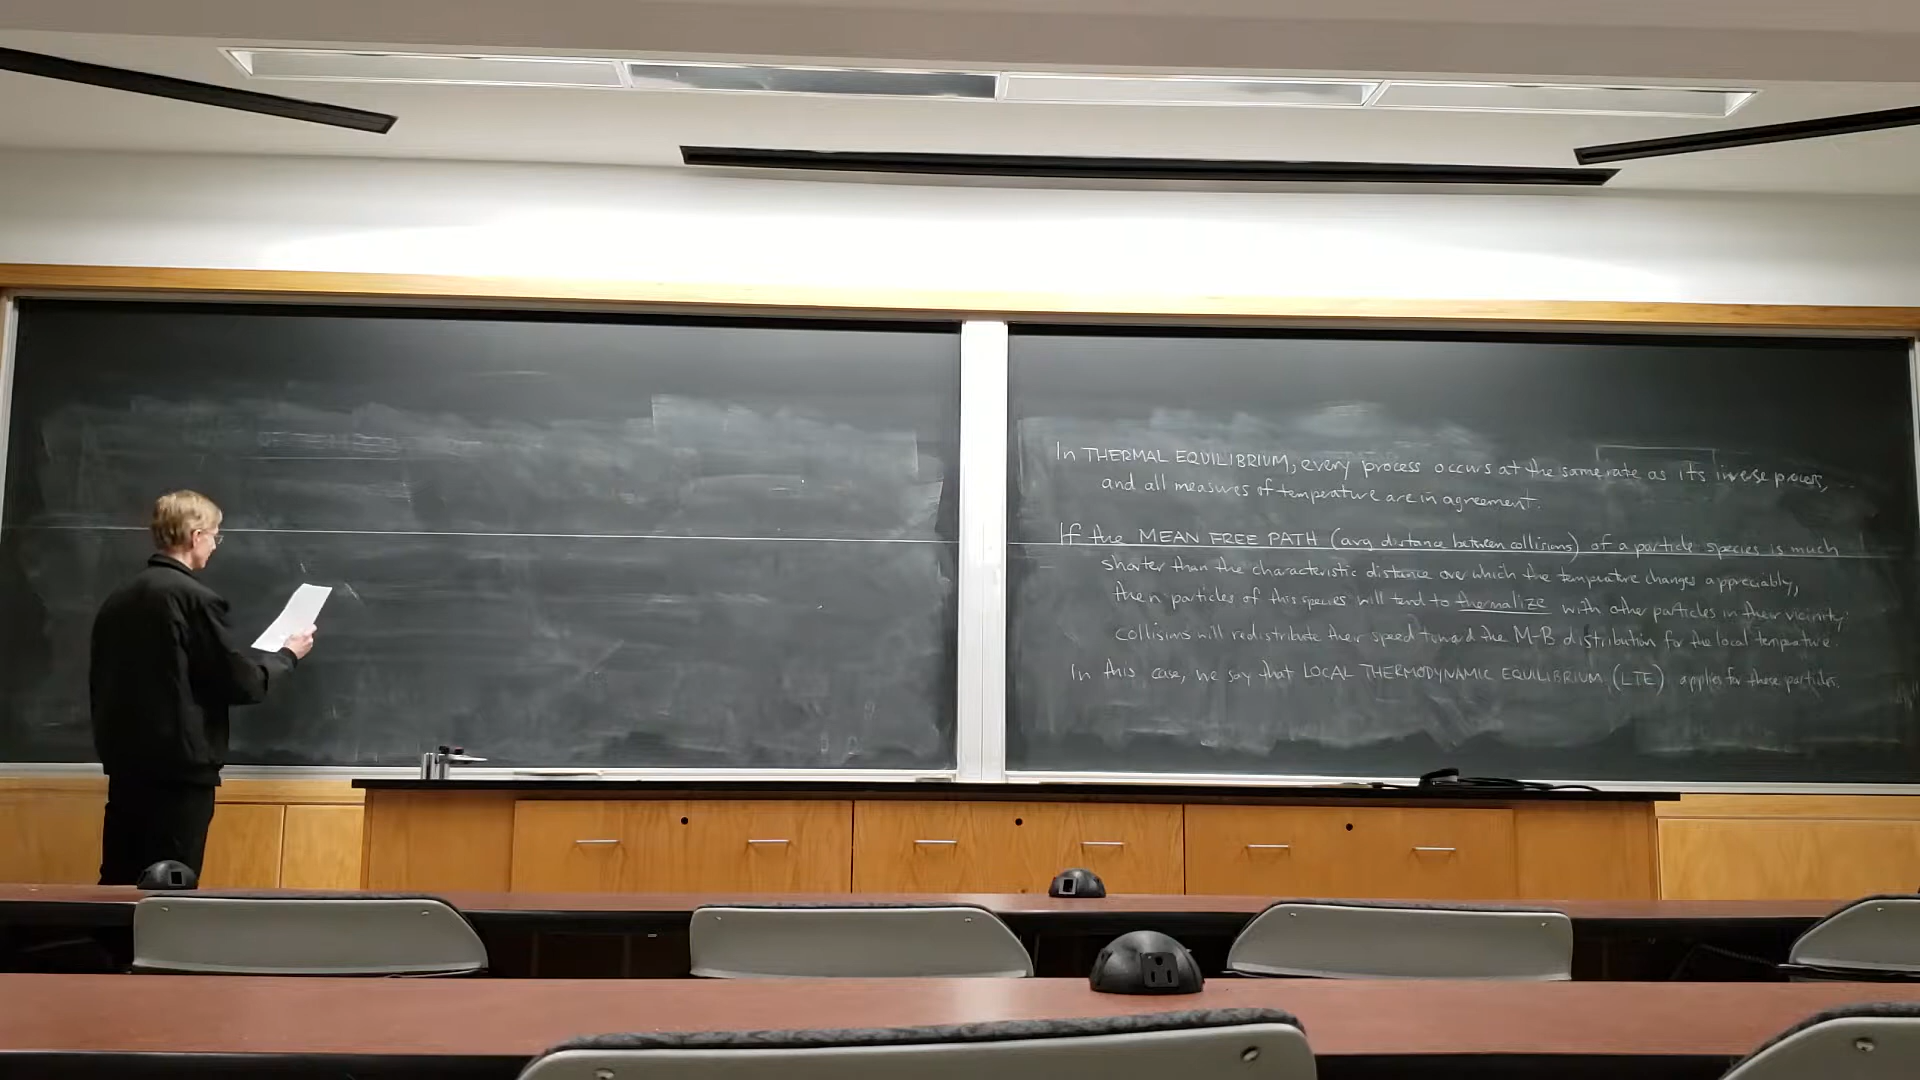 In THERMAL EQUILIBRIUM, every process occurs at the same rate as its inverse process,
and all measures of temperature are in agreement.
If the MEAN FREE PATH (avg distance between collisions) of a particle species is much
shorter than the characteristic distance over which the temperature changes appreciably,
then particles of this species will tend to thermalize with other particles in their vicinity:
collisions will redistribute their speed toward the M-B distribution for the local temperature.
In this case, we say that LOCAL THERMODYNAMIC EQUILIBRIUM (LTE) applies for these particles.